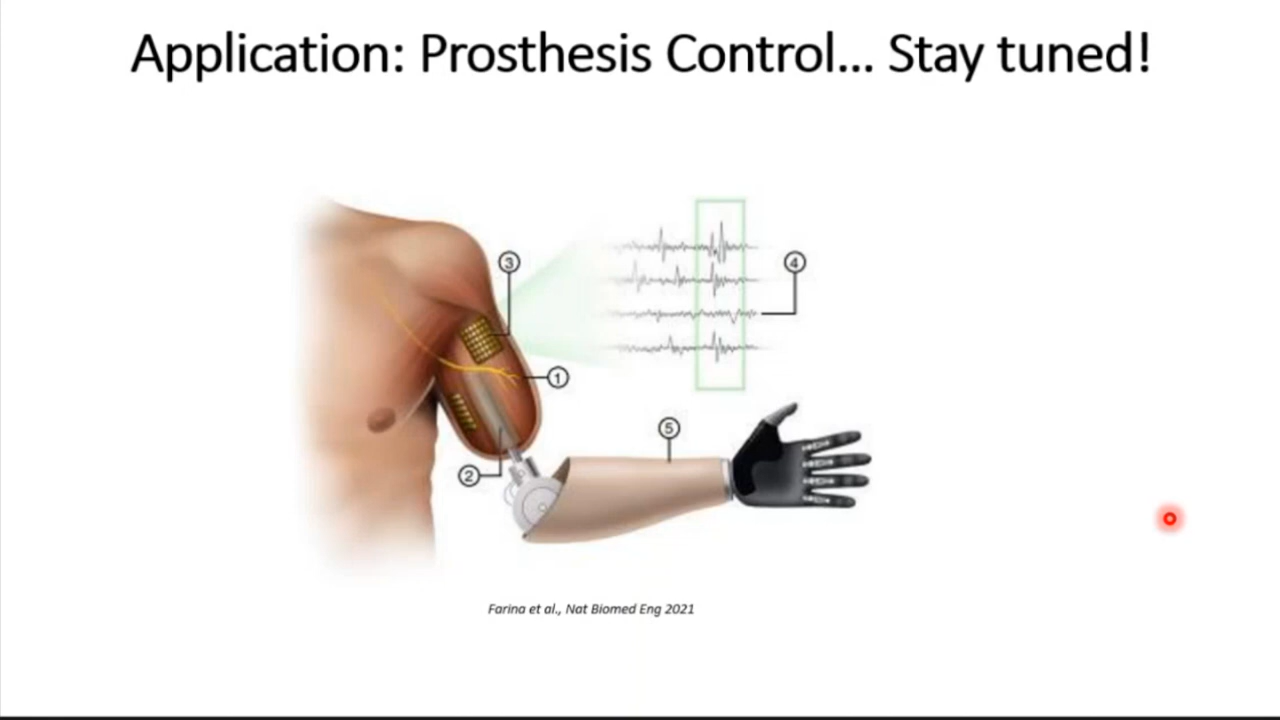 Application: Prosthesis Control... Stay tuned!
3
4
1
5
2
Farina et al., Nat Biomed Eng 2021